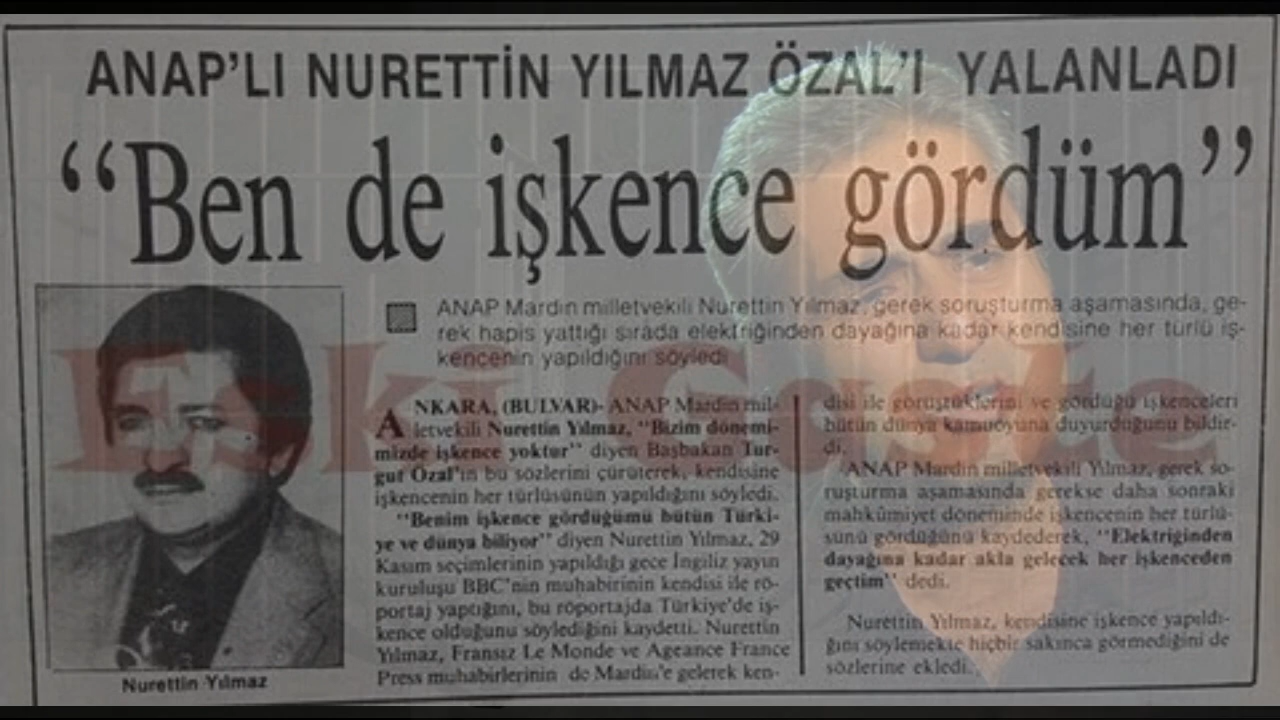 ANAP'LI NURETTİN YILMAZ ÖZAL'I YALANLADI
“Ben de işkence gördüm”
ANAP Mardin milletvekili Nurettin Yılmaz, gerek soruşturma aşamasında, ge-
rek hapis yattığı sırada elektriğinden dayağına kadar kendisine her türlü iş-
kencenin yapıldığını söyledi
Eski Gazete
ANKARA, (BULVAR)- ANAP Mardin mil-
letvekili Nurettin Yılmaz, “Bizim dönemi-
mizde işkence yoktur” diyen Başbakan Tur-
gut Özal'ın bu sözlerini çürüterek, kendisine
işkencenin her türlüsünün yapıldığını söyledi.
“Benim işkence gördüğümü bütün Türki-
ye ve dünya biliyor” diyen Nurettin Yılmaz, 29
Kasım seçimlerinin yapıldığı gece İngiliz yayın
kuruluşu BBC'nin muhabirinin kendisi ile rö-
portaj yaptığını, bu röportajda Türkiye'de iş-
kence olduğunu söylediğini kaydetti. Nurettin
Yılmaz, Fransız Le Monde ve Ageance France
Press muhabirlerinin de Mardin'e gelerek ken-
disi ile görüştüklerini ve gördüğü işkenceleri
bütün dünya kamuoyuna duyurduğunu bildir-
di.
ANAP Mardin milletvekili Yılmaz, gerek so-
ruşturma aşamasında gerekse daha sonraki
mahkûmiyet döneminde işkencenin her türlü-
sünü gördüğünü kaydederek, “Elektriğinden
dayağına kadar akla gelecek her işkenceden
geçtim” dedi.
Nurettin Yılmaz, kendisine işkence yapıldı-
ğını söylemekte hiçbir sakınca görmediğini de
sözlerine ekledi.
Nurettin Yılmaz